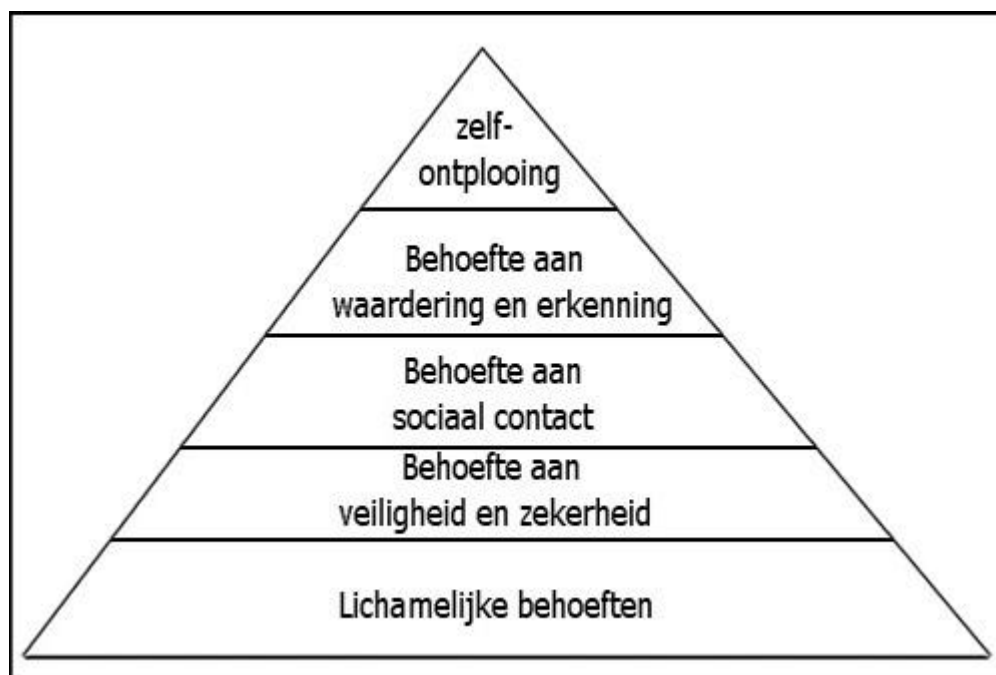 zelf-
ontplooing
Behoefte aan
waardering en erkenning
Behoefte aan
sociaal contact
Behoefte aan
veiligheid en zekerheid
Lichamelijke behoeften